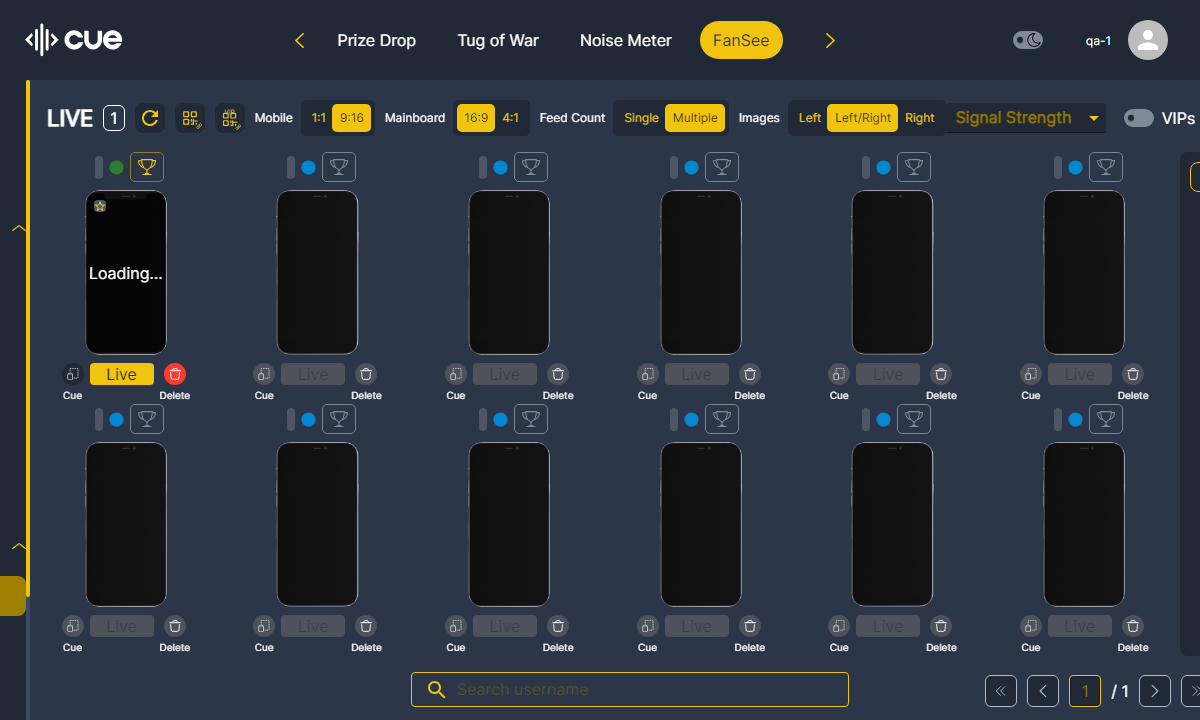 cue
Prize Drop Tug of War Noise Meter FanSee
qa-1
LIVE 1 Mobile 1:1 9:16 Mainboard 16:9 4:1 Feed Count Single Multiple Images Left Left/Right Right Signal Strength VIPs
Loading...
Live Live Live Live Live Live
Cue Delete Cue Delete Cue Delete Cue Delete Cue Delete Cue Delete
Live Live Live Live Live Live
Cue Delete Cue Delete Cue Delete Cue Delete Cue Delete Cue Delete
Search username
1 / 1